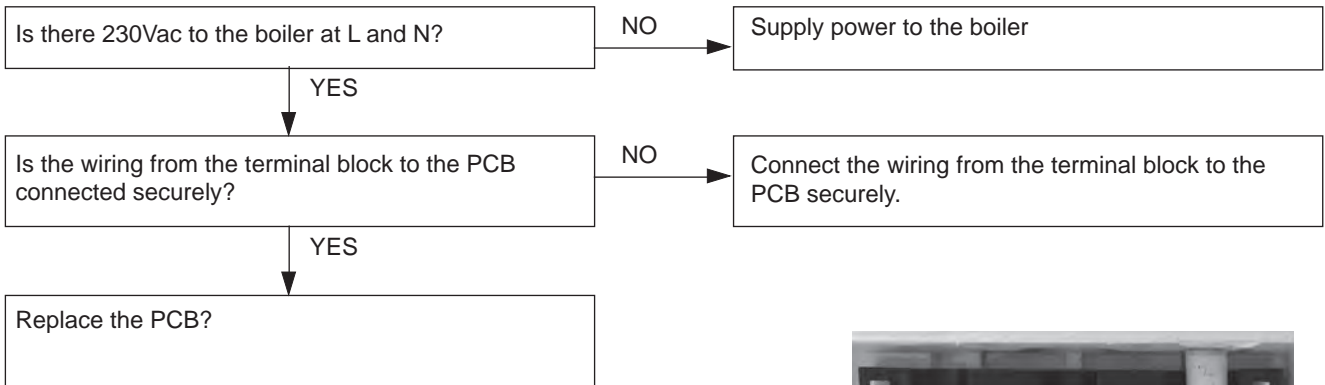 Is there 230Vac to the boiler at L and N?
NO
Supply power to the boiler
YES
Is the wiring from the terminal block to the PCB
connected securely?
NO
Connect the wiring from the terminal block to the
PCB securely.
YES
Replace the PCB?